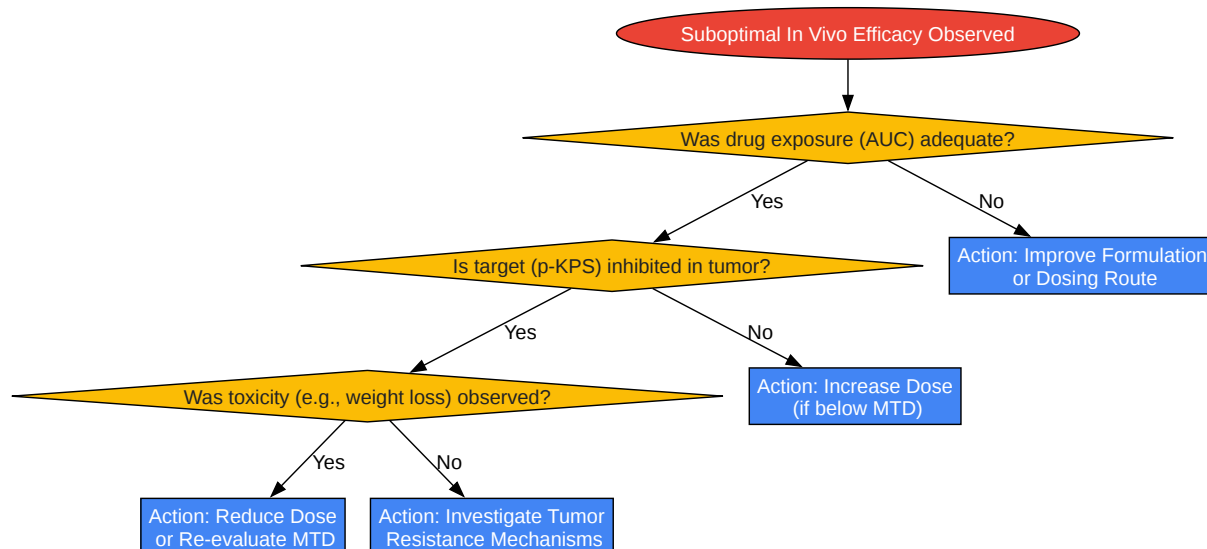 Suboptimal In Vivo Efficacy Observed
Was drug exposure (AUC) adequate?
Yes
No
Is target (p-KPS) inhibited in tumor?
Action: Improve Formulation
or Dosing Route
Yes
No
Was toxicity (e.g., weight loss) observed?
Action: Increase Dose
(if below MTD)
Yes
No
Action: Reduce Dose
or Re-evaluate MTD
Action: Investigate Tumor
Resistance Mechanisms